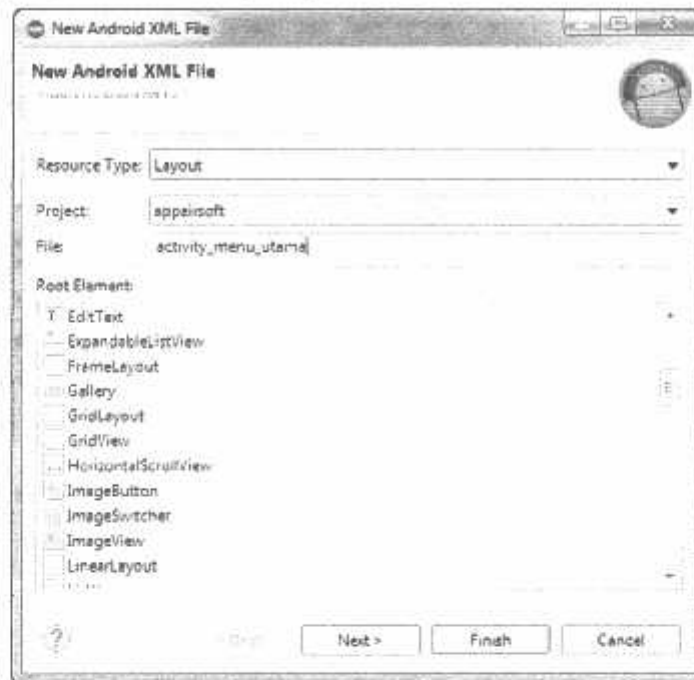 New Android XML File
New Android XML File
Resource Type: Layout
Project: appairsoft
File: activity_menu_utama
Root Element:
T EditText
ExpandableListView
FrameLayout
Gallery
GridLayout
GridView
HorizontalScrollView
ImageButton
ImageSwitcher
ImageView
LinearLayout
? Next > Finish Cancel